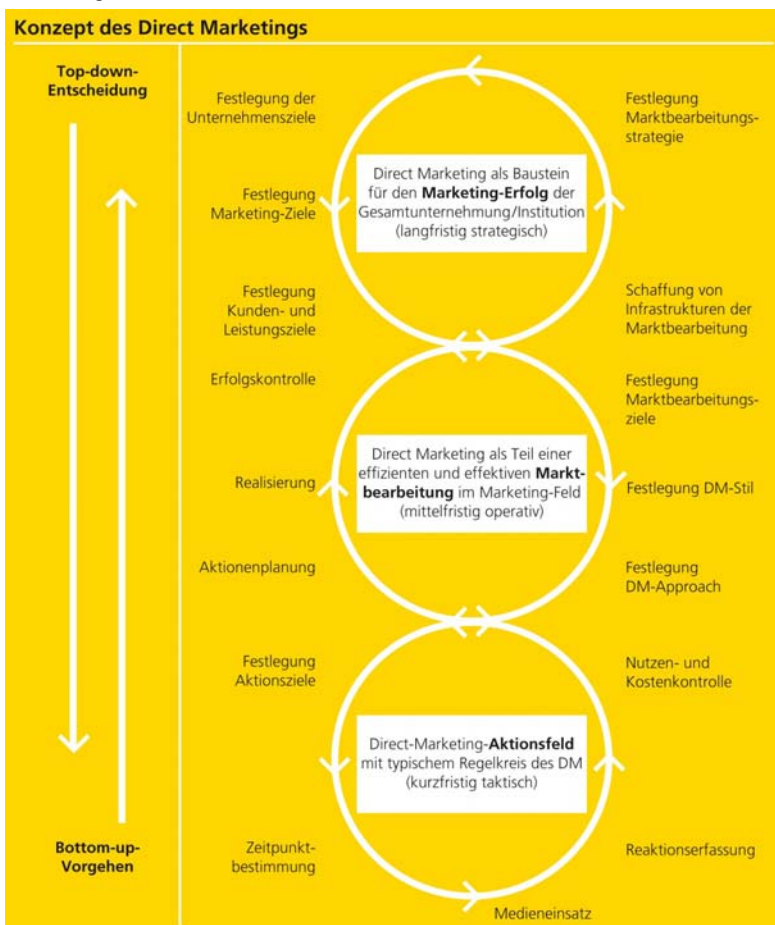 Konzept des Direct Marketings
Top-down-
Entscheidung
Festlegung der
Unternehmensziele
Festlegung
Marktbearbeitungs-
strategie
Direct Marketing als Baustein
für den Marketing-Erfolg der
Gesamtunternehmung/Institution
(langfristig strategisch)
Festlegung
Marketing-Ziele
Festlegung
Kunden- und
Leistungsziele
Schaffung von
Infrastrukturen der
Marktbearbeitung
Erfolgskontrolle
Festlegung
Marktbearbeitungs-
ziele
Direct Marketing als Teil einer
effizienten und effektiven Markt-
bearbeitung im Marketing-Feld
(mittelfristig operativ)
Realisierung
Festlegung DM-Stil
Aktionenplanung
Festlegung
DM-Approach
Festlegung
Aktionsziele
Nutzen- und
Kostenkontrolle
Direct-Marketing-Aktionsfeld
mit typischem Regelkreis des DM
(kurzfristig taktisch)
Bottom-up-
Vorgehen
Zeitpunkt-
bestimmung
Reaktionserfassung
Medieneinsatz